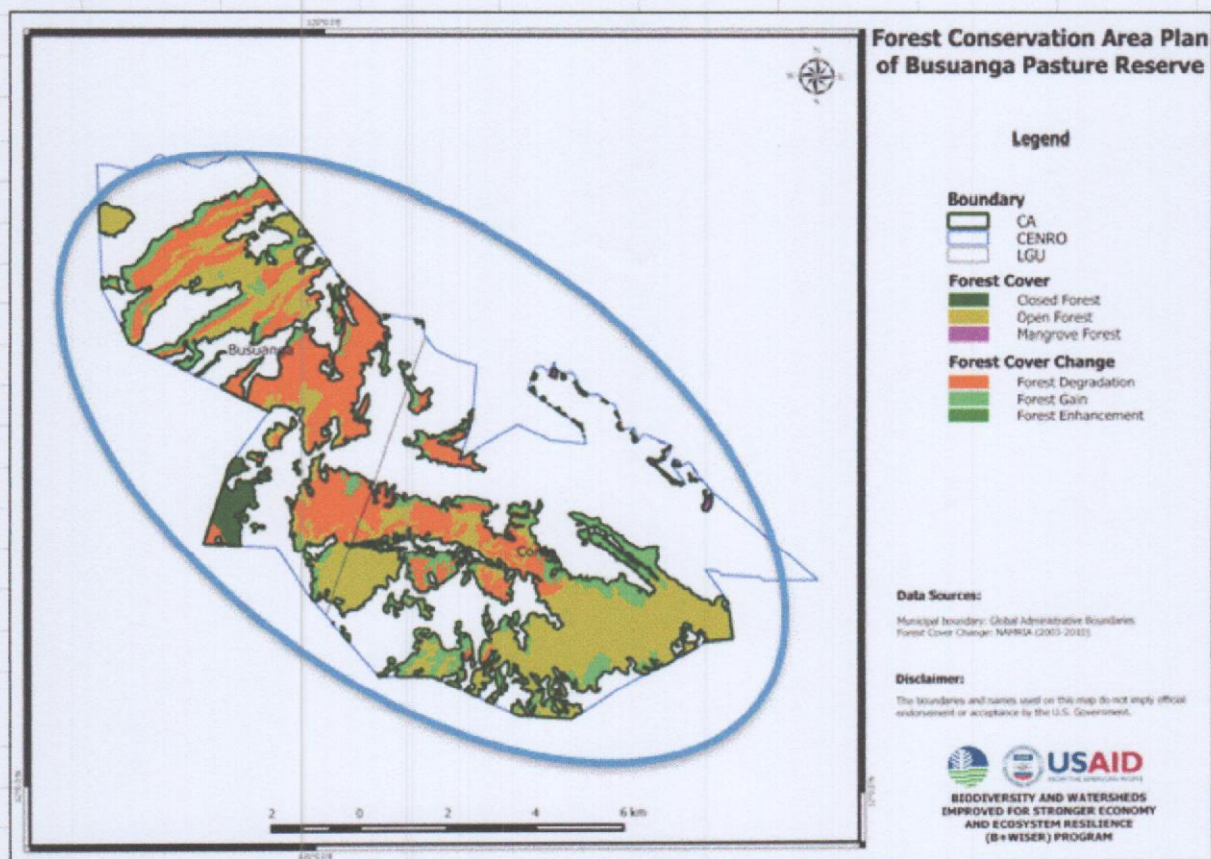 Forest Conservation Area Plan
of Busuanga Pasture Reserve
Legend
Boundary
CA
CENRO
LGU
Forest Cover
Closed Forest
Open Forest
Mangrove Forest
Forest Cover Change
Forest Degradation
Forest Gain
Forest Enhancement
N
Busuanga
2 0 2 4 6 km
Data Sources:
Municipal boundary: Global Administrative Boundaries
Forest Cover Change: NAMRIA (2003-2010)
Disclaimer:
The boundaries and names used on this map do not imply official
endorsement or acceptance by the U.S. Government.
USAID
FROM THE AMERICAN PEOPLE
BIODIVERSITY AND WATERSHEDS
IMPROVED FOR STRONGER ECONOMY
AND ECOSYSTEM RESILIENCE
(B+WISER) PROGRAM